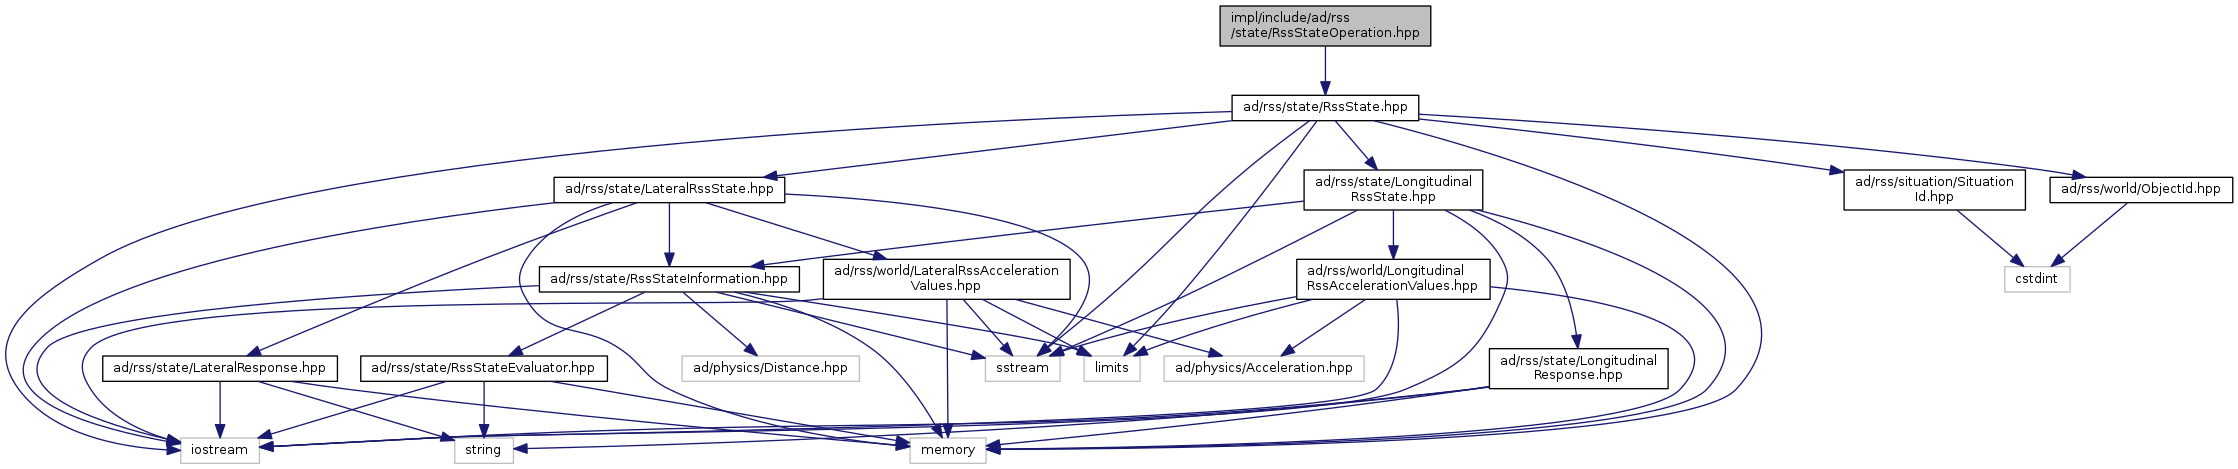 impl/include/ad/rss
/state/RssStateOperation.hpp
ad/rss/state/RssState.hpp
ad/rss/state/LateralRssState.hpp
ad/rss/state/Longitudinal
RssState.hpp
ad/rss/situation/Situation
Id.hpp
ad/rss/world/ObjectId.hpp
ad/rss/state/RssStateInformation.hpp
ad/rss/world/LateralRssAcceleration
Values.hpp
ad/rss/world/Longitudinal
RssAccelerationValues.hpp
cstdint
ad/rss/state/LateralResponse.hpp
ad/rss/state/RssStateEvaluator.hpp
ad/physics/Distance.hpp
sstream
limits
ad/physics/Acceleration.hpp
ad/rss/state/Longitudinal
Response.hpp
iostream
string
memory